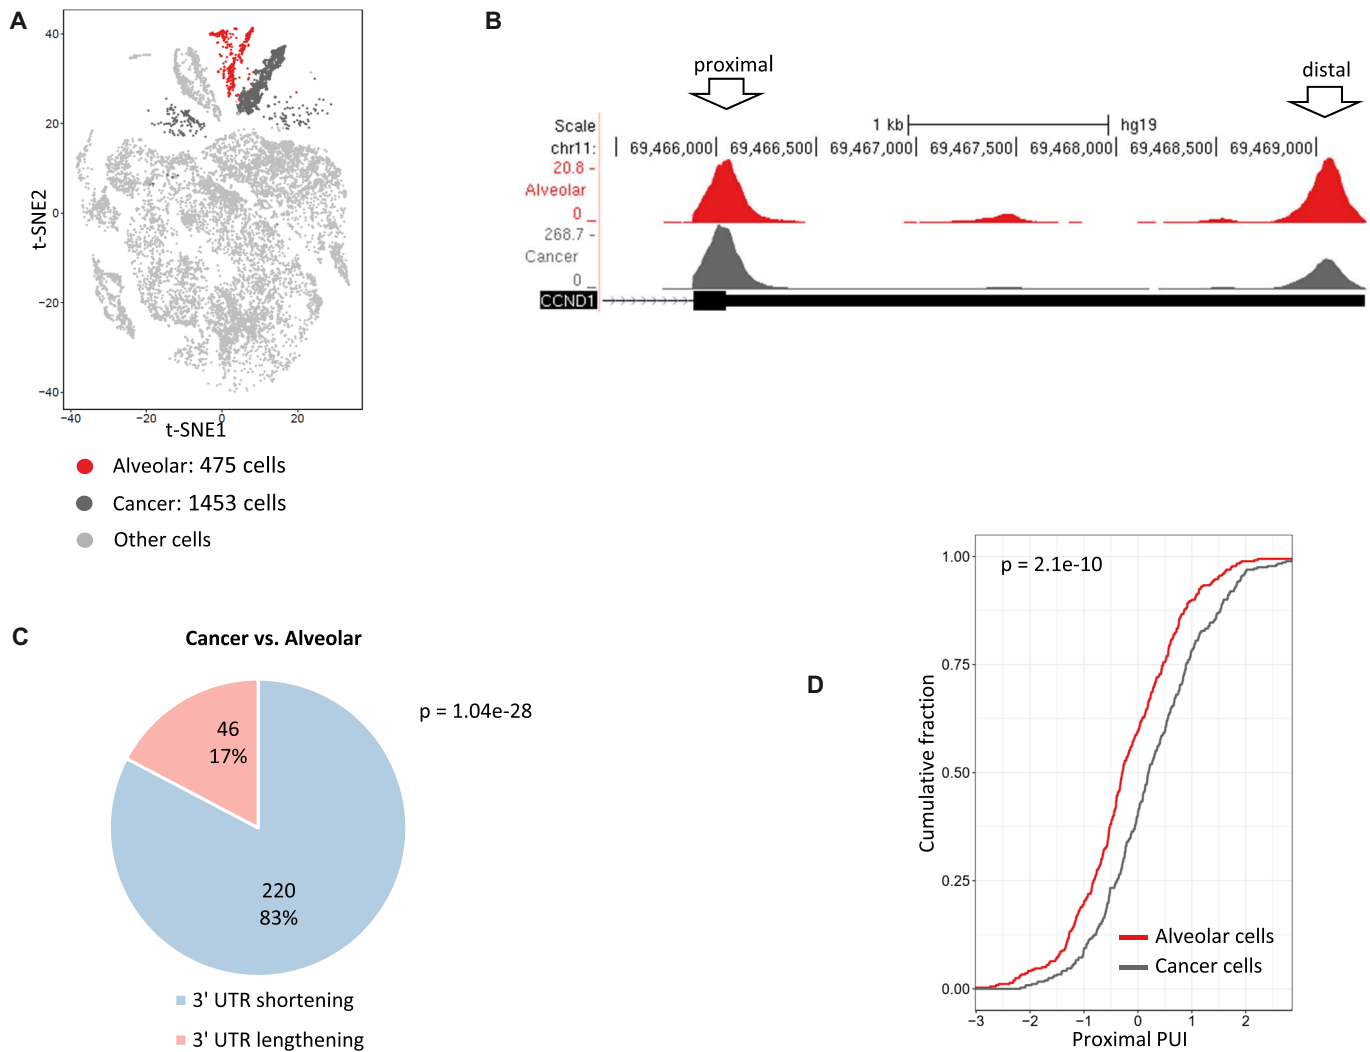 A
40
20
0
−20
−40
t-SNE2
−40
−20
0
20
t-SNE1
Alveolar: 475 cells
Cancer: 1453 cells
Other cells
B
proximal
distal
Scale
1 kb
hg19
chr11:
69,466,000
69,466,500
69,467,000
69,467,500
69,468,000
69,468,500
69,469,000
20.8
Alveolar
0
268.7
Cancer
0
CCND1
C
Cancer vs. Alveolar
p = 1.04e-28
46
17%
220
83%
3' UTR shortening
3' UTR lengthening
D
p = 2.1e-10
1.00
0.75
0.50
0.25
0.00
Cumulative fraction
Alveolar cells
Cancer cells
−3
−2
−1
0
1
2
Proximal PUI